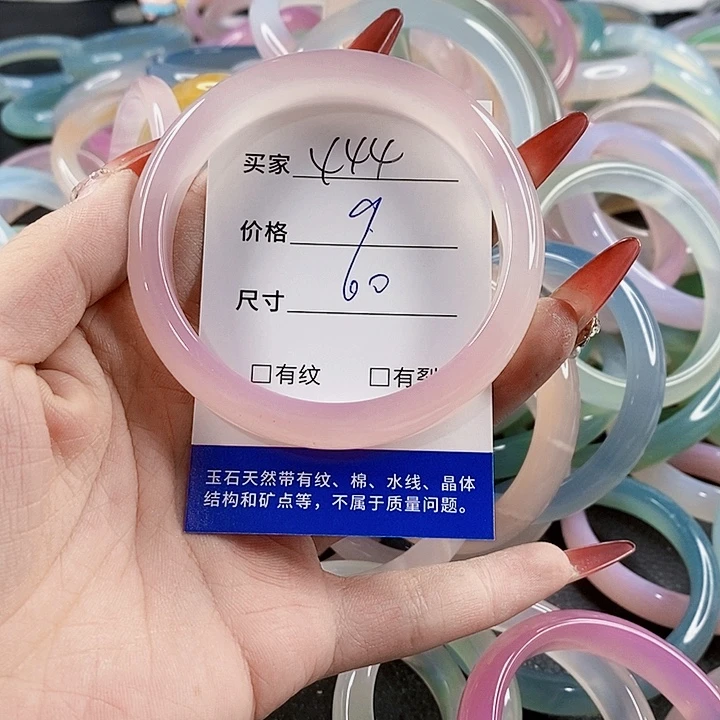 买家 444
价格 9
尺寸 60
□有纹 □有裂
玉石天然带有纹、棉、水线、晶体
结构和矿点等，不属于质量问题。